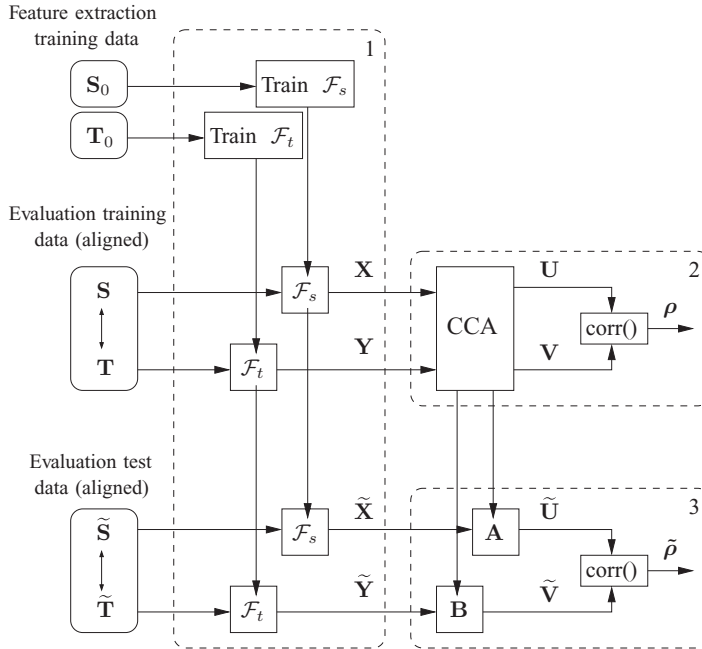 Feature extraction
training data
1
S₀
Train 𝓕ₛ
T₀
Train 𝓕ₜ
Evaluation training
data (aligned)
2
S
𝓕ₛ
X
CCA
U
corr()
ρ
T
𝓕ₜ
Y
V
Evaluation test
data (aligned)
3
S̃
𝓕ₛ
X̃
A
Ũ
corr()
ρ̃
T̃
𝓕ₜ
Ỹ
B
Ṽ